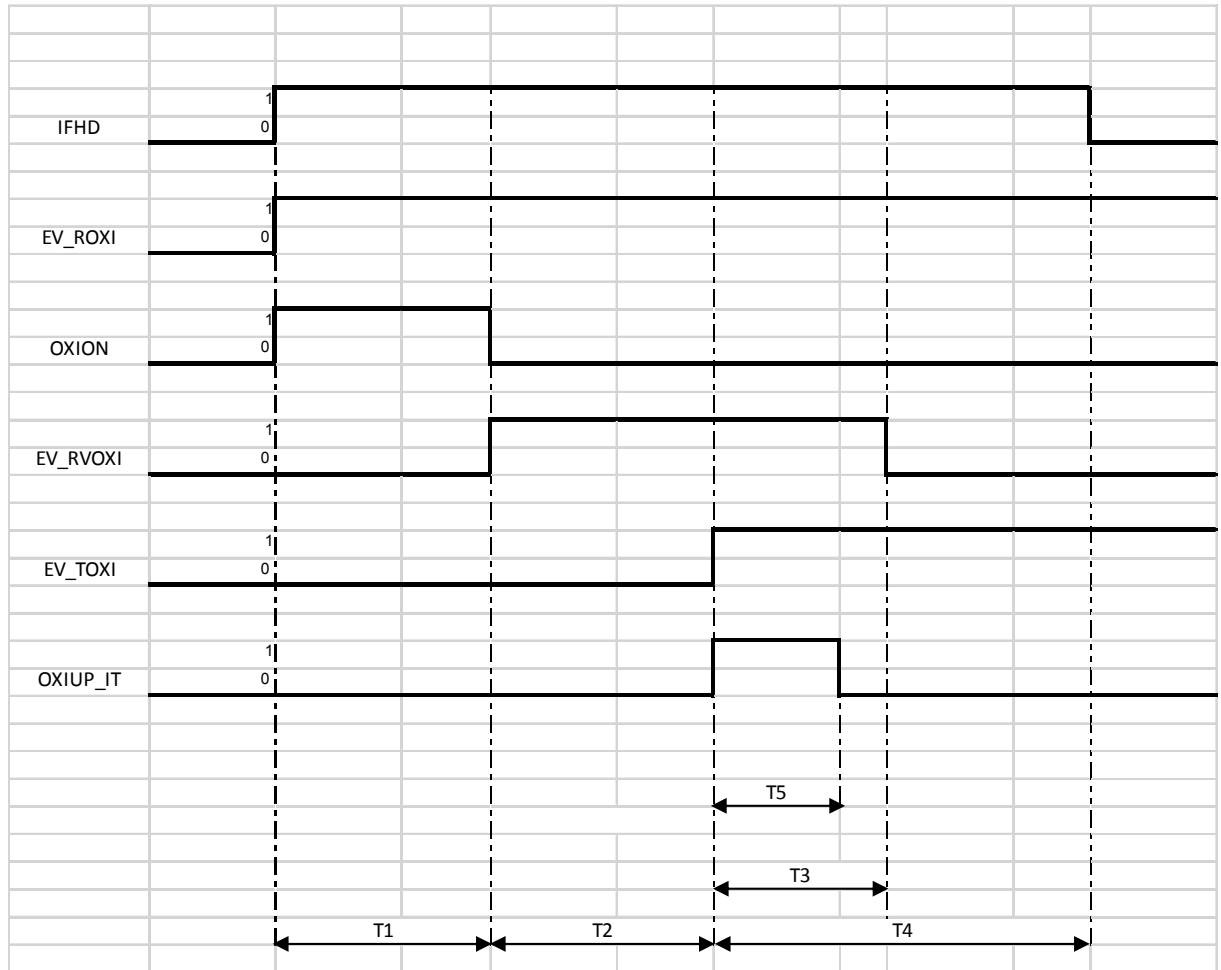 1
IFHD 0
1
EV_ROXI 0
1
OXION 0
1
EV_RVOXI 0
1
EV_TOXI 0
1
OXIUP_IT 0
T5
T3
T1 T2 T4